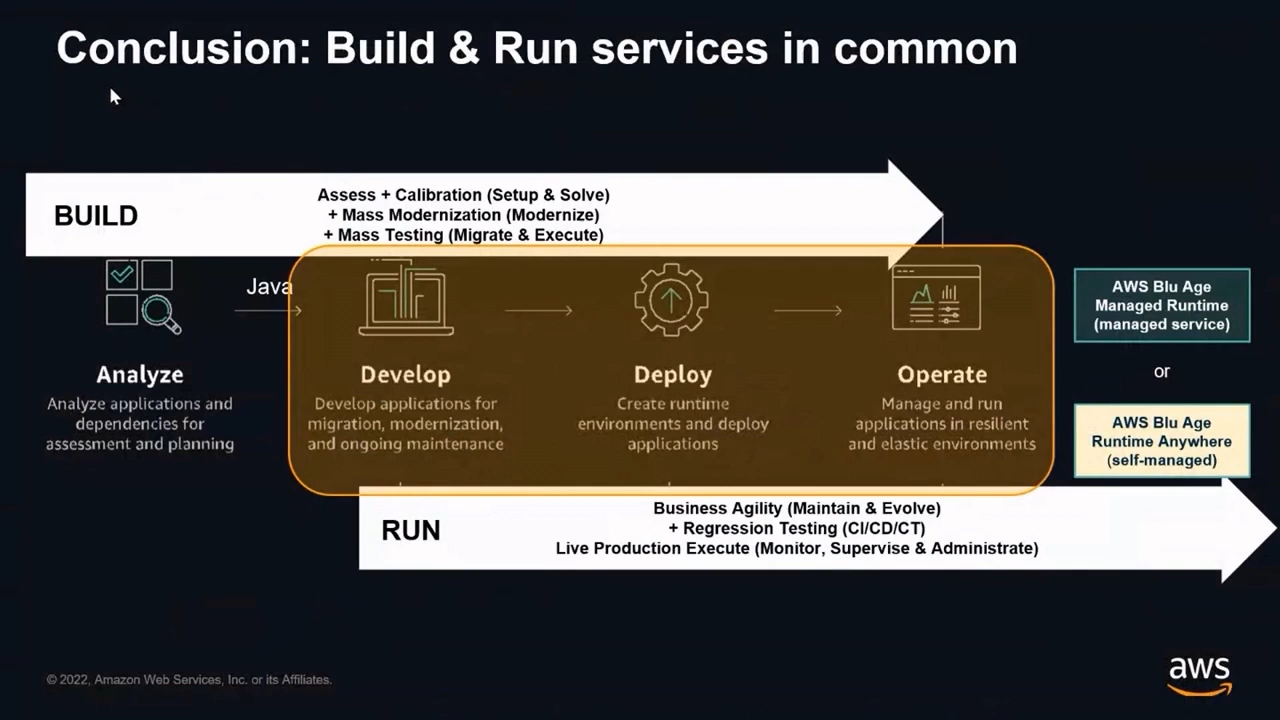 Conclusion: Build & Run services in common
BUILD
Assess + Calibration (Setup & Solve)
+ Mass Modernization (Modernize)
+ Mass Testing (Migrate & Execute)
Java
Analyze
Analyze applications and
dependencies for
assessment and planning
Develop
Develop applications for
migration, modernization,
and ongoing maintenance
Deploy
Create runtime
environments and deploy
applications
Operate
Manage and run
applications in resilient
and elastic environments
AWS Blu Age
Managed Runtime
(managed service)
or
AWS Blu Age
Runtime Anywhere
(self-managed)
RUN
Business Agility (Maintain & Evolve)
+ Regression Testing (CI/CD/CT)
Live Production Execute (Monitor, Supervise & Administrate)
© 2022, Amazon Web Services, Inc. or its Affiliates.
aws